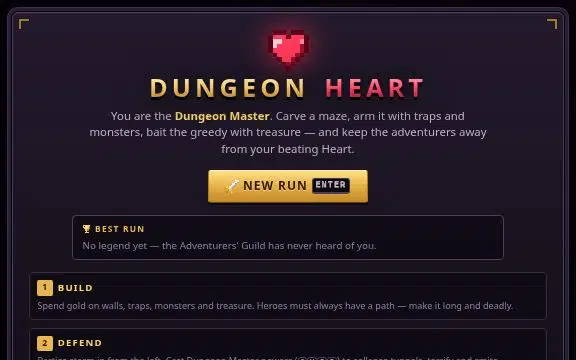 DUNGEON HEART
You are the Dungeon Master. Carve a maze, arm it with traps and
monsters, bait the greedy with treasure — and keep the adventurers away
from your beating Heart.
NEW RUN ENTER
BEST RUN
No legend yet — the Adventurers' Guild has never heard of you.
1 BUILD
Spend gold on walls, traps, monsters and treasure. Heroes must always have a path — make it long and deadly.
2 DEFEND